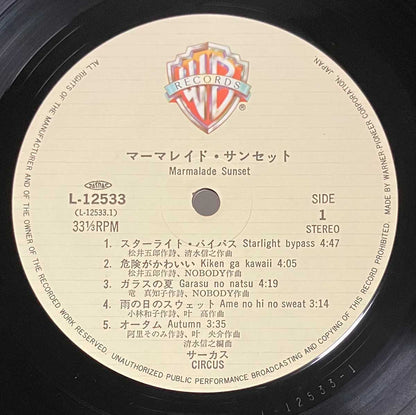 ALL RIGHTS OF THE MANUFACTURER AND OF THE OWNER OF THE RECORDED WORK RESERVED. UNAUTHORIZED PUBLIC PERFORMANCE BROADCASTING AND COPYING OF THIS RECORD PROHIBITED. MADE BY WARNER-PIONEER CORPORATION, JAPAN
WB
RECORDS
®
マーマレイド・サンセット
Marmalade Sunset
L-12533
(L-12533.1)
33⅓RPM
SIDE
1
STEREO
1. スターライト・バイパス Starlight bypass 4:47
松井五郎作詩、清水信之作曲
2. 危険がかわいい Kiken ga kawaii 4:05
松井五郎作詩、NOBODY作曲
3. ガラスの夏 Garasu no natsu 4:19
竜 真知子作詩、NOBODY作曲
4. 雨の日のスウェット Ame no hi no sweat 3:14
小林和子作詩、叶 高作曲
5. オータム Autumn 3:35
阿里そのみ作詩、叶 央介作曲
清水信之編曲
サーカス
CIRCUS
12533-1